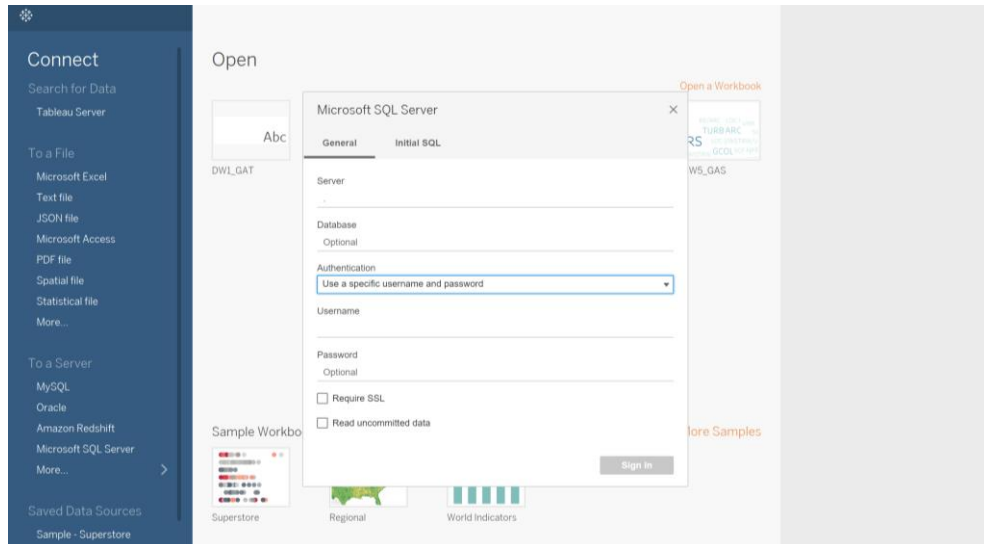 Connect
Search for Data
Tableau Server
To a File
Microsoft Excel
Text file
JSON file
Microsoft Access
PDF file
Spatial file
Statistical file
More...
To a Server
MySQL
Oracle
Amazon Redshift
Microsoft SQL Server
More...
Saved Data Sources
Sample - Superstore
Open
Open a Workbook
Abc
DW1_GAT
TURBARC
RS
GCOL
W5_GAS
Microsoft SQL Server
General Initial SQL
Server
.
Database
Optional
Authentication
Use a specific username and password
Username
Password
Optional
Require SSL
Read uncommitted data
Sign In
Sample Workbo
ore Samples
Superstore
Regional
World Indicators